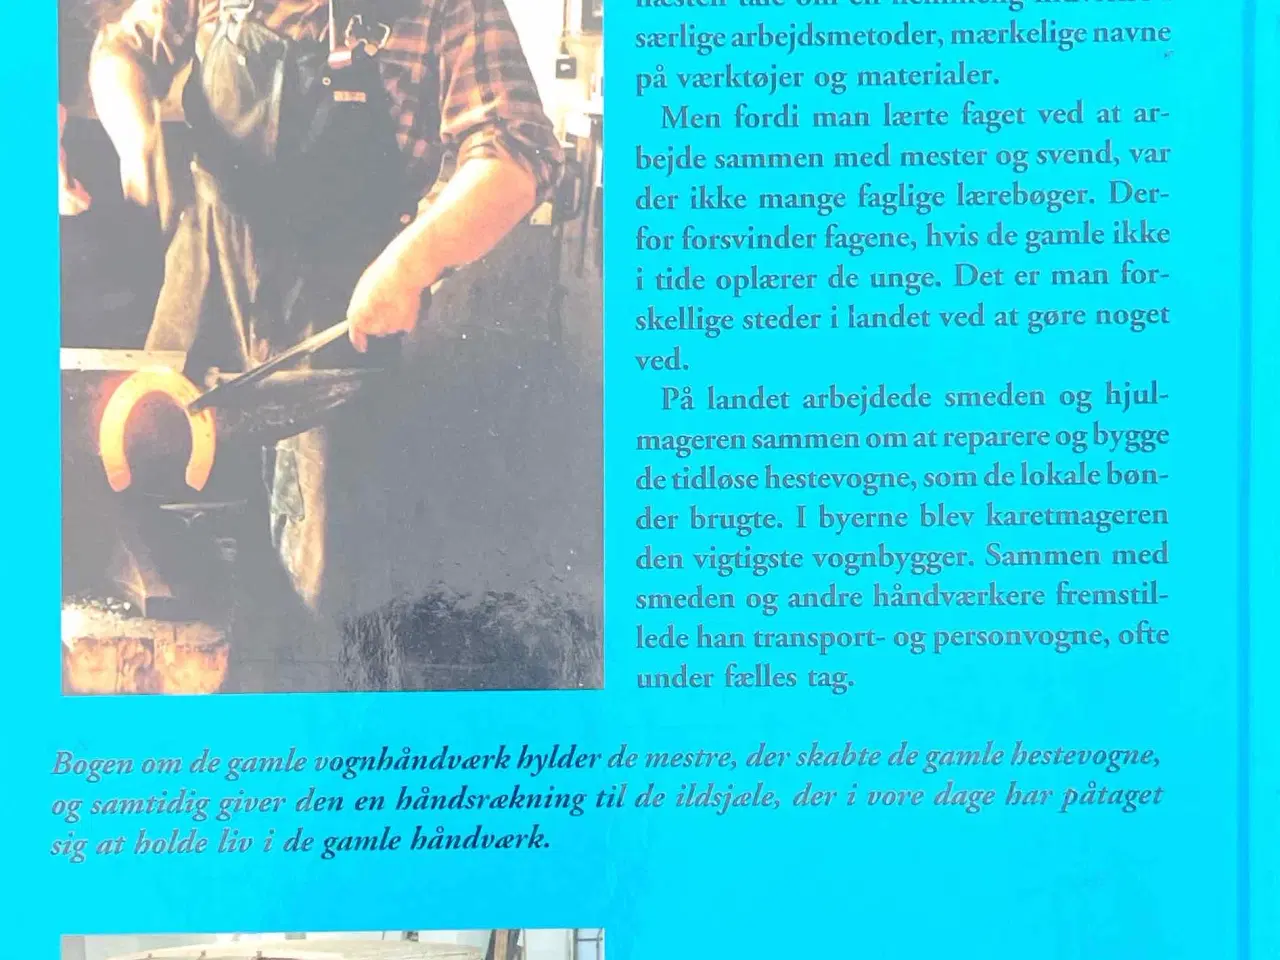 særlige arbejdsmetoder, mærkelige navne
på værktøjer og materialer.
Men fordi man lærte faget ved at ar-
bejde sammen med mester og svend, var
der ikke mange faglige lærebøger. Der-
for forsvinder fagene, hvis de gamle ikke
i tide oplærer de unge. Det er man for-
skellige steder i landet ved at gøre noget
ved.
På landet arbejdede smeden og hjul-
mageren sammen om at reparere og bygge
de tidløse hestevogne, som de lokale bøn-
der brugte. I byerne blev karetmageren
den vigtigste vognbygger. Sammen med
smeden og andre håndværkere fremstil-
lede han transport- og personvogne, ofte
under fælles tag.
Bogen om de gamle vognhåndværk hylder de mestre, der skabte de gamle hestevogne,
og samtidig giver den en håndsrækning til de ildsjæle, der i vore dage har påtaget
sig at holde liv i de gamle håndværk.